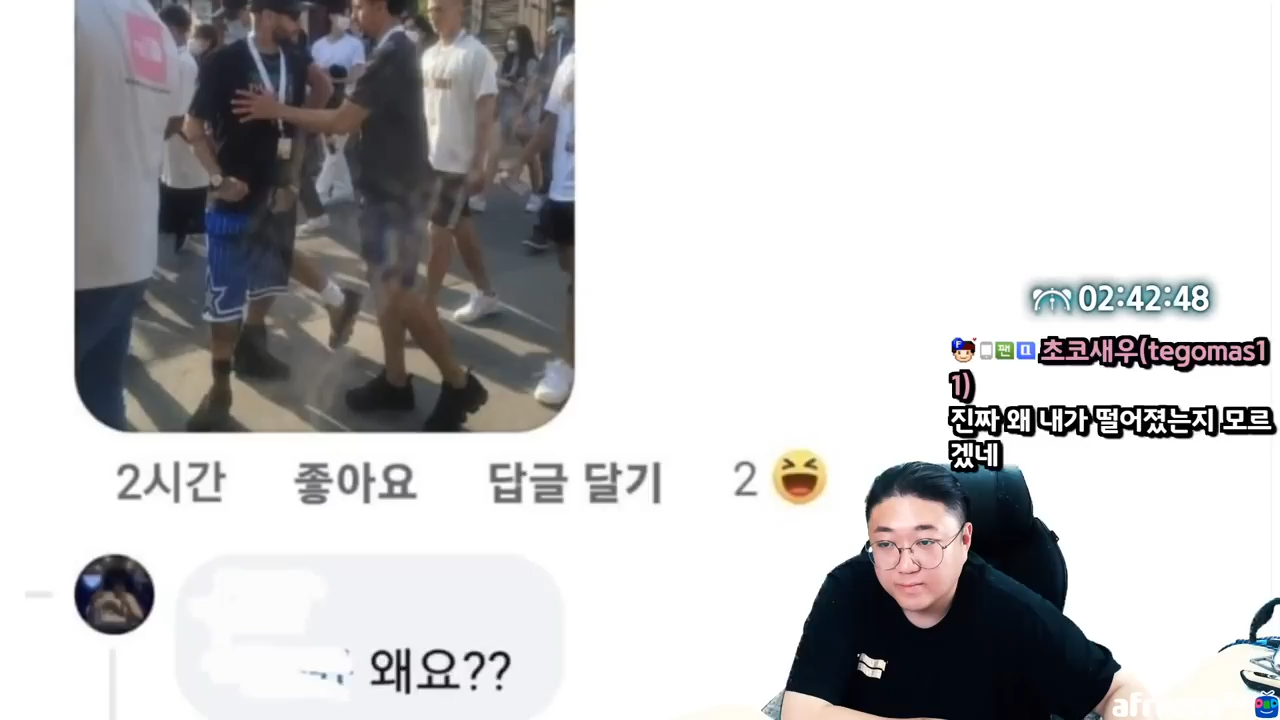 02:42:48
초코새우(tegomas1
1)
진짜 왜 내가 떨어졌는지 모르
겠네
2시간 좋아요 답글 달기 2
왜요??